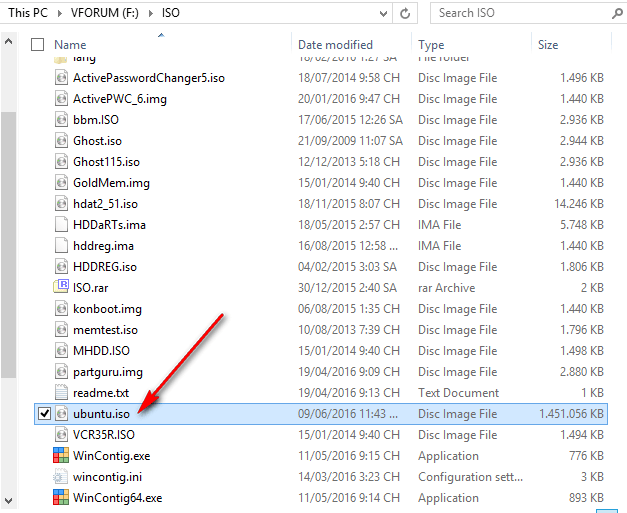 This PC > VFORUM (F:) > ISO Search ISO
Name Date modified Type Size
lang 18/02/2016 1:27 SA File folder
ActivePasswordChanger5.iso 18/07/2014 9:58 CH Disc Image File 1.496 KB
ActivePWC_6.img 20/01/2016 9:47 CH Disc Image File 1.440 KB
bbm.ISO 17/06/2015 12:26 SA Disc Image File 2.936 KB
Ghost.iso 21/09/2009 11:07 SA Disc Image File 2.944 KB
Ghost115.iso 12/12/2013 5:18 CH Disc Image File 2.936 KB
GoldMem.img 15/01/2014 9:40 CH Disc Image File 1.440 KB
hdat2_51.iso 18/11/2015 8:07 CH Disc Image File 14.246 KB
HDDaRTs.ima 18/05/2015 2:57 CH IMA File 5.748 KB
hddreg.ima 16/08/2015 12:58 ... IMA File 1.440 KB
HDDREG.iso 04/02/2015 3:03 SA Disc Image File 1.806 KB
ISO.rar 30/12/2015 2:40 SA rar Archive 2 KB
konboot.img 06/08/2015 1:35 CH Disc Image File 1.440 KB
memtest.iso 10/08/2013 7:39 CH Disc Image File 1.796 KB
MHDD.ISO 15/01/2014 9:40 CH Disc Image File 1.498 KB
partguru.img 19/04/2016 9:09 CH Disc Image File 2.880 KB
readme.txt 19/04/2016 9:13 CH Text Document 1 KB
ubuntu.iso 09/06/2016 11:43 ... Disc Image File 1.451.056 KB
VCR35R.ISO 15/01/2014 9:40 CH Disc Image File 1.494 KB
WinContig.exe 11/05/2016 9:15 CH Application 776 KB
wincontig.ini 14/03/2016 3:23 CH Configuration sett... 3 KB
WinContig64.exe 11/05/2016 9:14 CH Application 893 KB